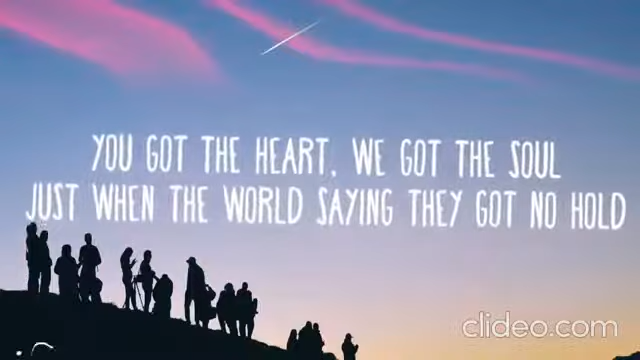 YOU GOT THE HEART, WE GOT THE SOUL
JUST WHEN THE WORLD SAYING THEY GOT NO HOLD
clideo.com